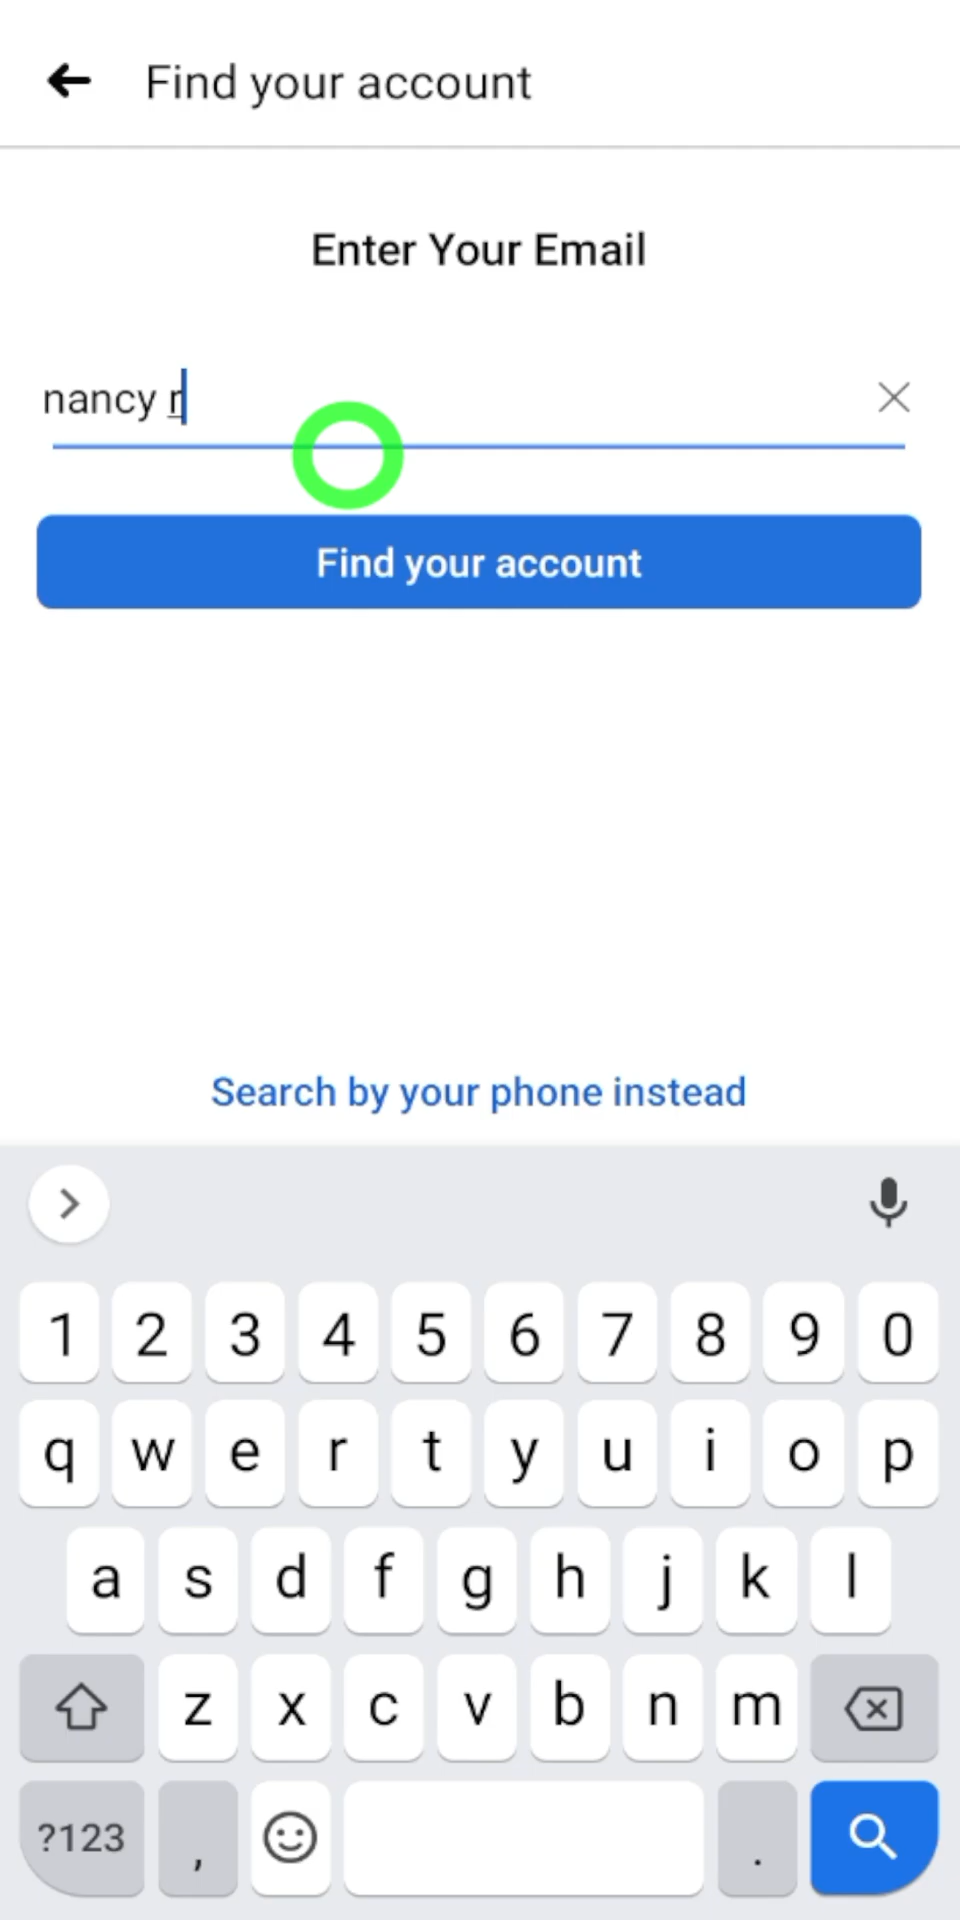 Find your account
Enter Your Email
nancy r
Find your account
Search by your phone instead
1 2 3 4 5 6 7 8 9 0
q w e r t y u i o p
a s d f g h j k l
z x c v b n m
?123 , .